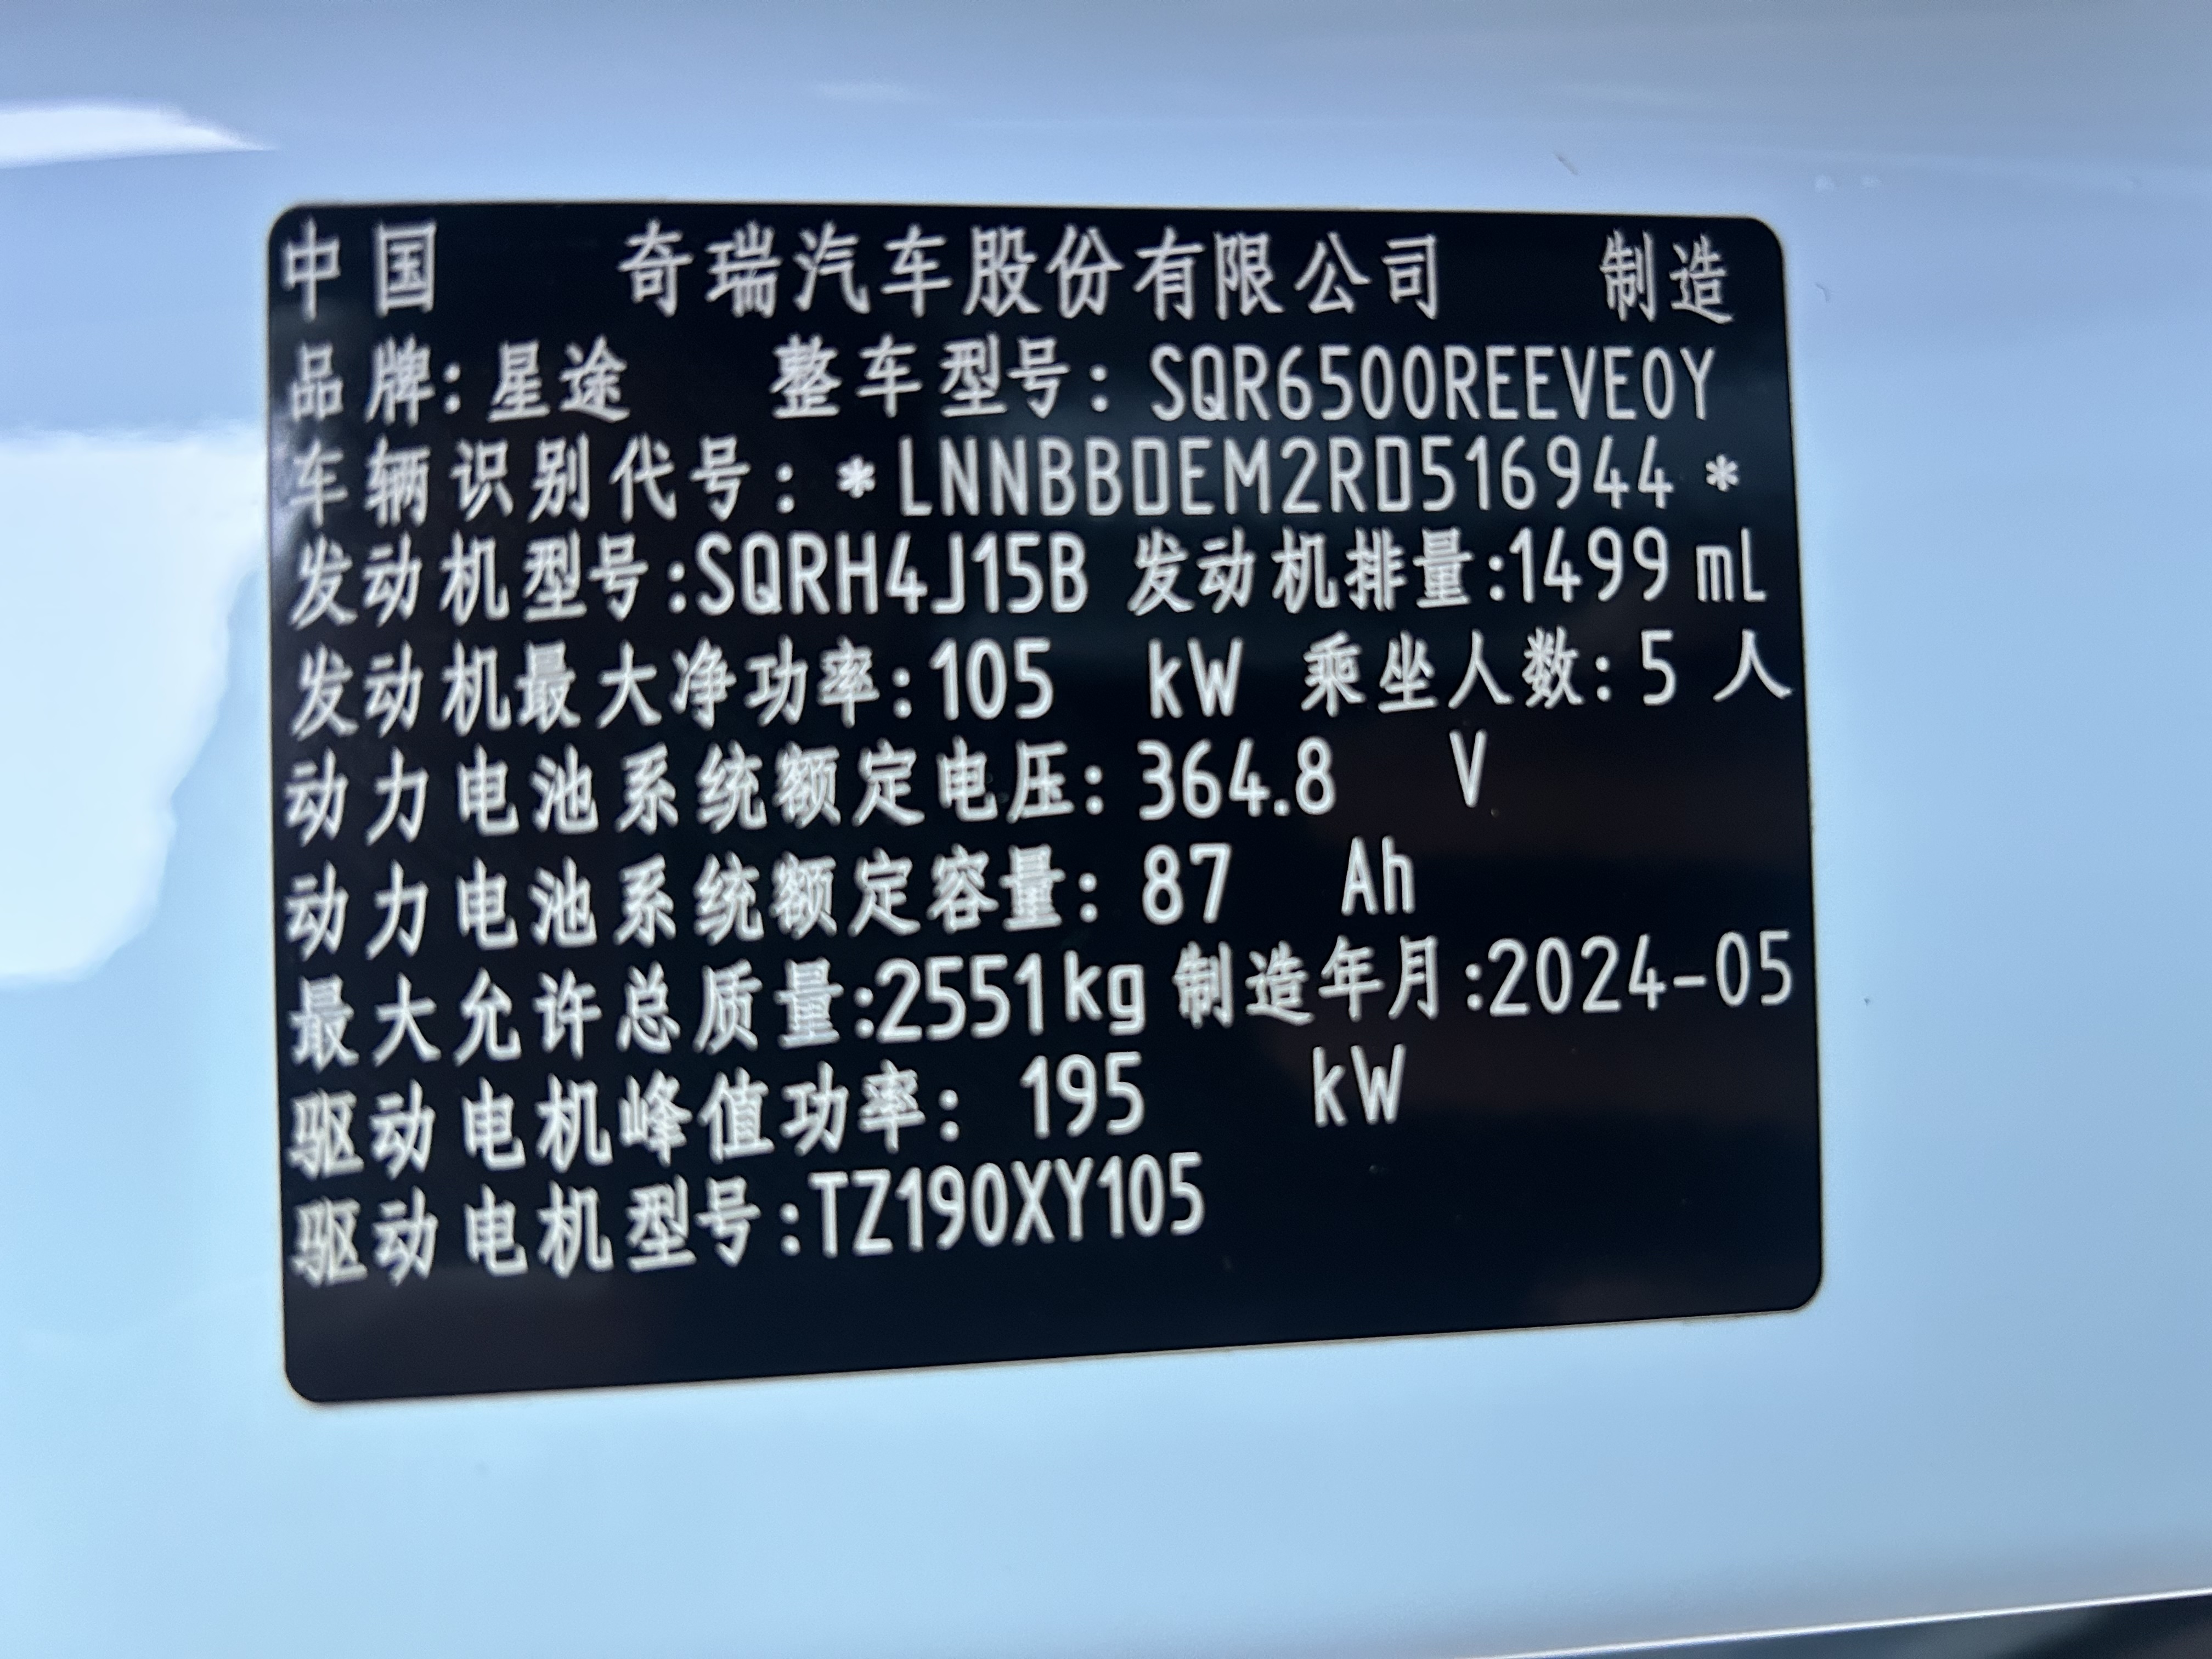 中国 奇瑞汽车股份有限公司 制造
品牌:星途 整车型号:SQR6500REEVE0Y
车辆识别代号:*LNNBBDEM2RD516944*
发动机型号:SQRH4J15B 发动机排量:1499 mL
发动机最大净功率:105 kW 乘坐人数:5 人
动力电池系统额定电压:364.8 V
动力电池系统额定容量:87 Ah
最大允许总质量:2551kg 制造年月:2024-05
驱动电机峰值功率:195 kW
驱动电机型号:TZ190XY105